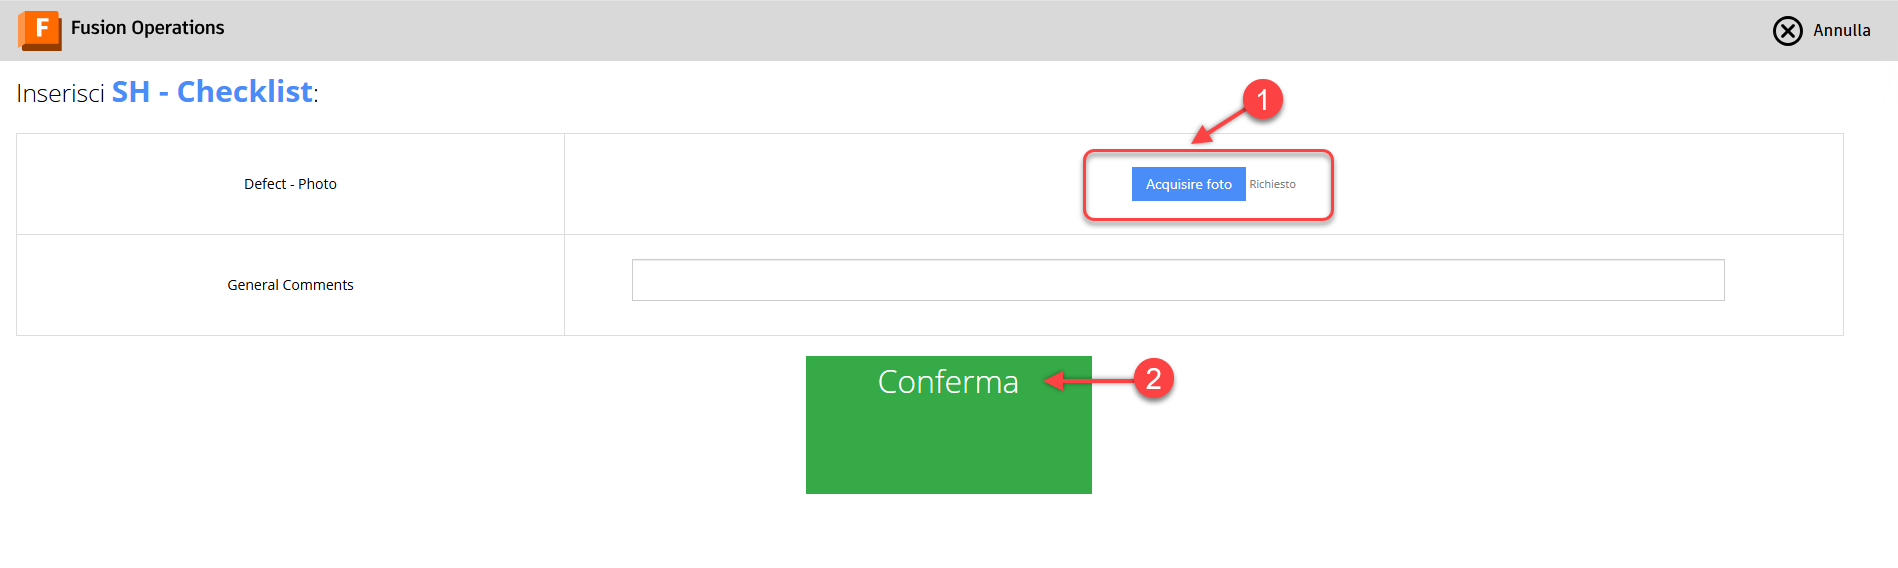 F Fusion Operations
Annulla
Inserisci SH - Checklist:
1
Defect - Photo
Acquisire foto Richiesto
General Comments
Conferma
2